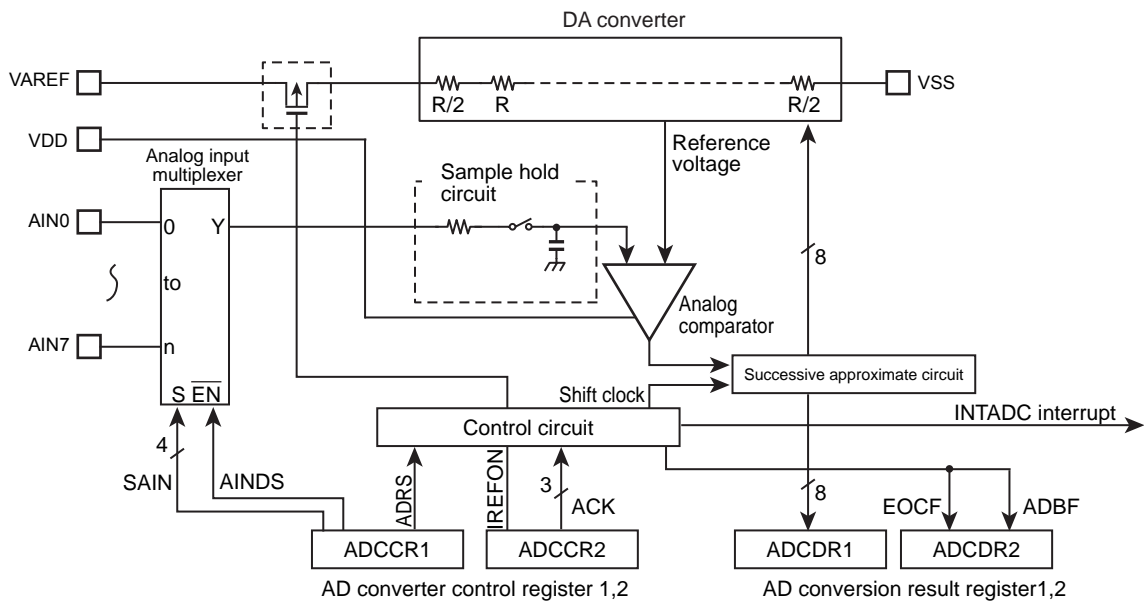 DA converter
VAREF
R/2
R
R/2
VSS
VDD
Reference
voltage
Analog input
multiplexer
Sample hold
circuit
AIN0
0
Y
to
8
Analog
comparator
AIN7
n
S EN
Successive approximate circuit
Shift clock
INTADC interrupt
Control circuit
4
SAIN
AINDS
ADRS
IREFON
3
ACK
8
EOCF
ADBF
ADCCR1
ADCCR2
ADCDR1
ADCDR2
AD converter control register 1,2
AD conversion result register1,2